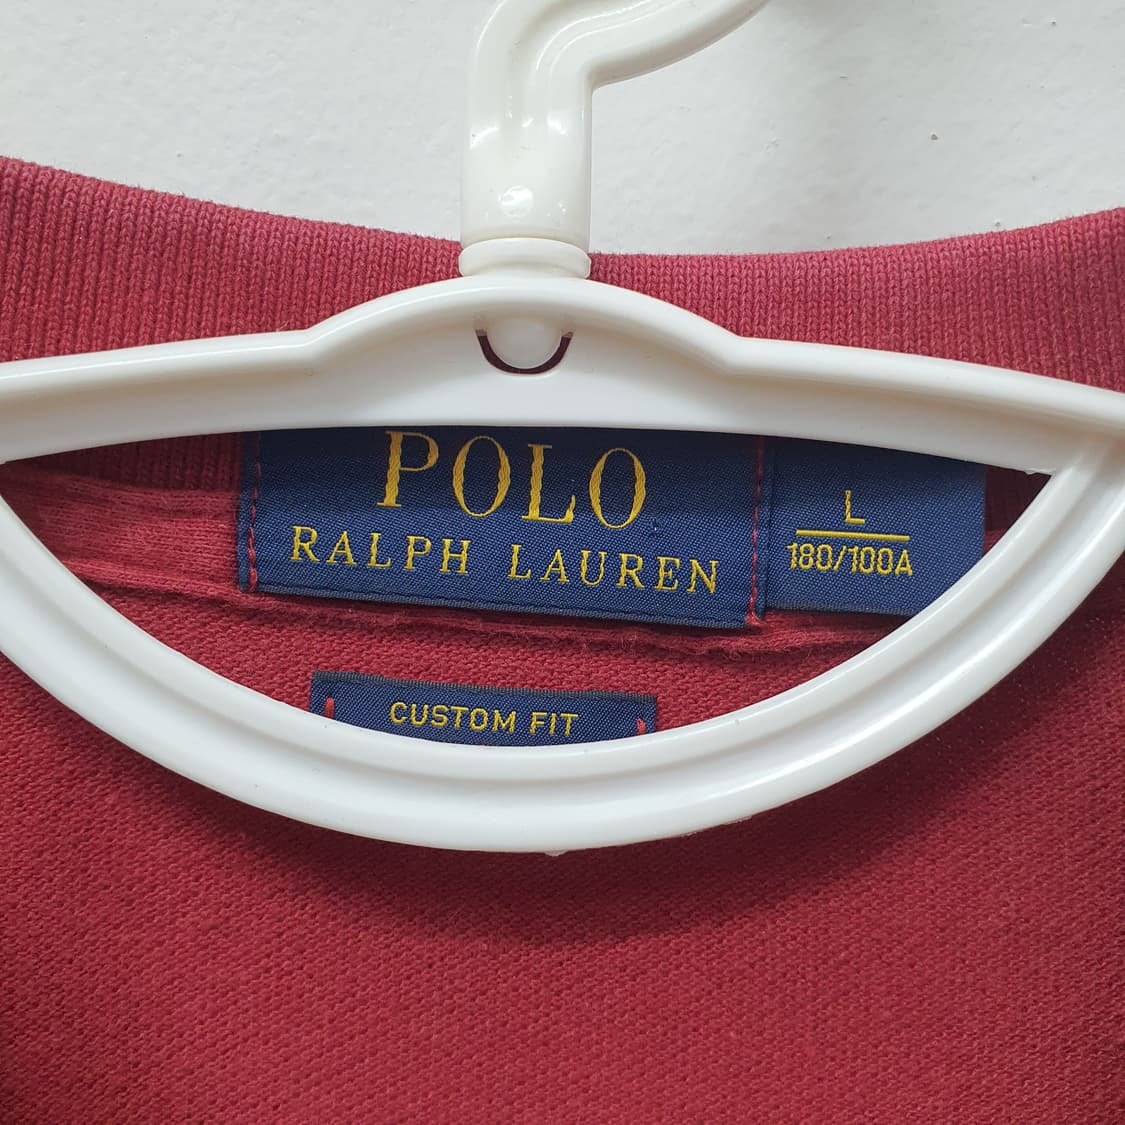 POLO
RALPH LAUREN
L
180/100A
CUSTOM FIT